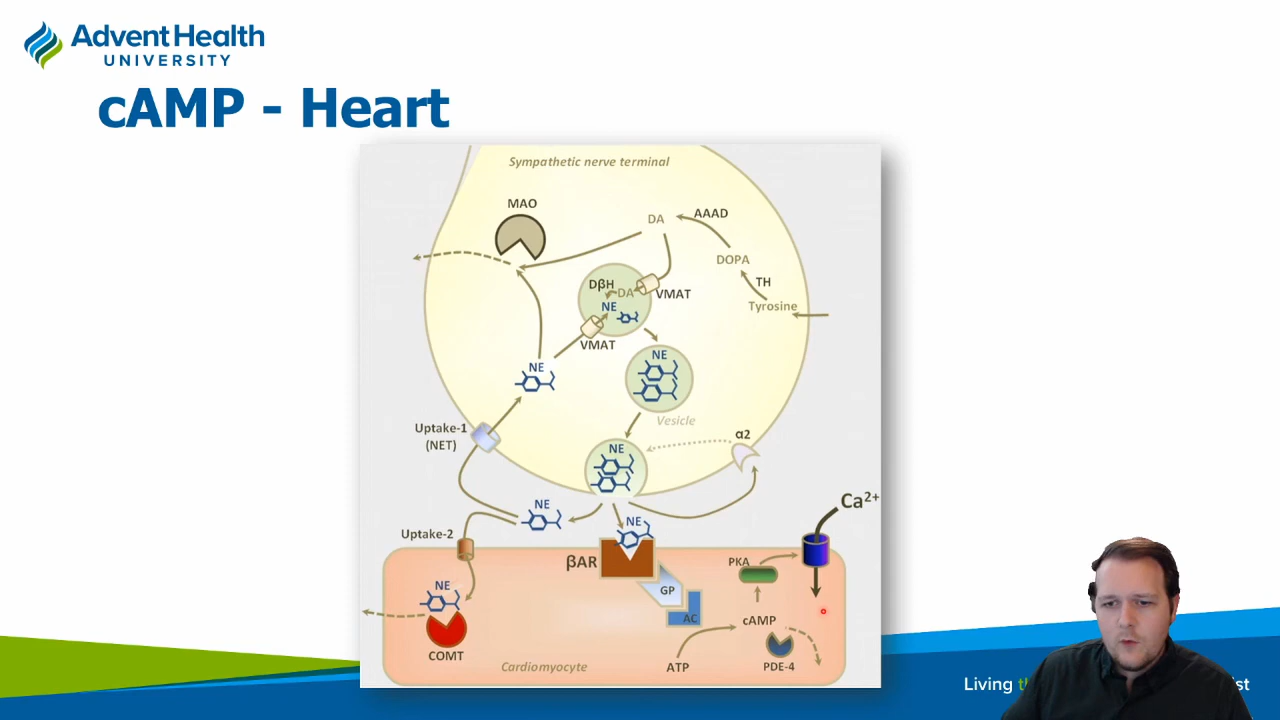 AdventHealth
UNIVERSITY
cAMP - Heart
Sympathetic nerve terminal
MAO
DA
AAAD
DOPA
TH
Tyrosine
DβH
DA
NE
VMAT
VMAT
NE
NE
Vesicle
Uptake-1
(NET)
NE
α2
NE
NE
Ca2+
Uptake-2
βAR
PKA
NE
GP
AC
cAMP
COMT
Cardiomyocyte
ATP
PDE-4
Living